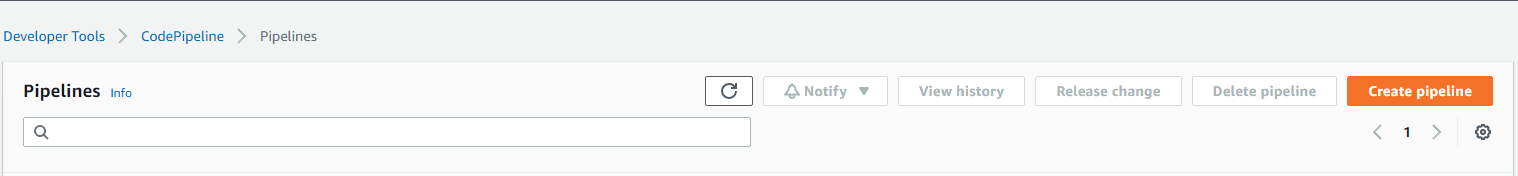 Developer Tools > CodePipeline > Pipelines
Pipelines Info Notify View history Release change Delete pipeline Create pipeline
1